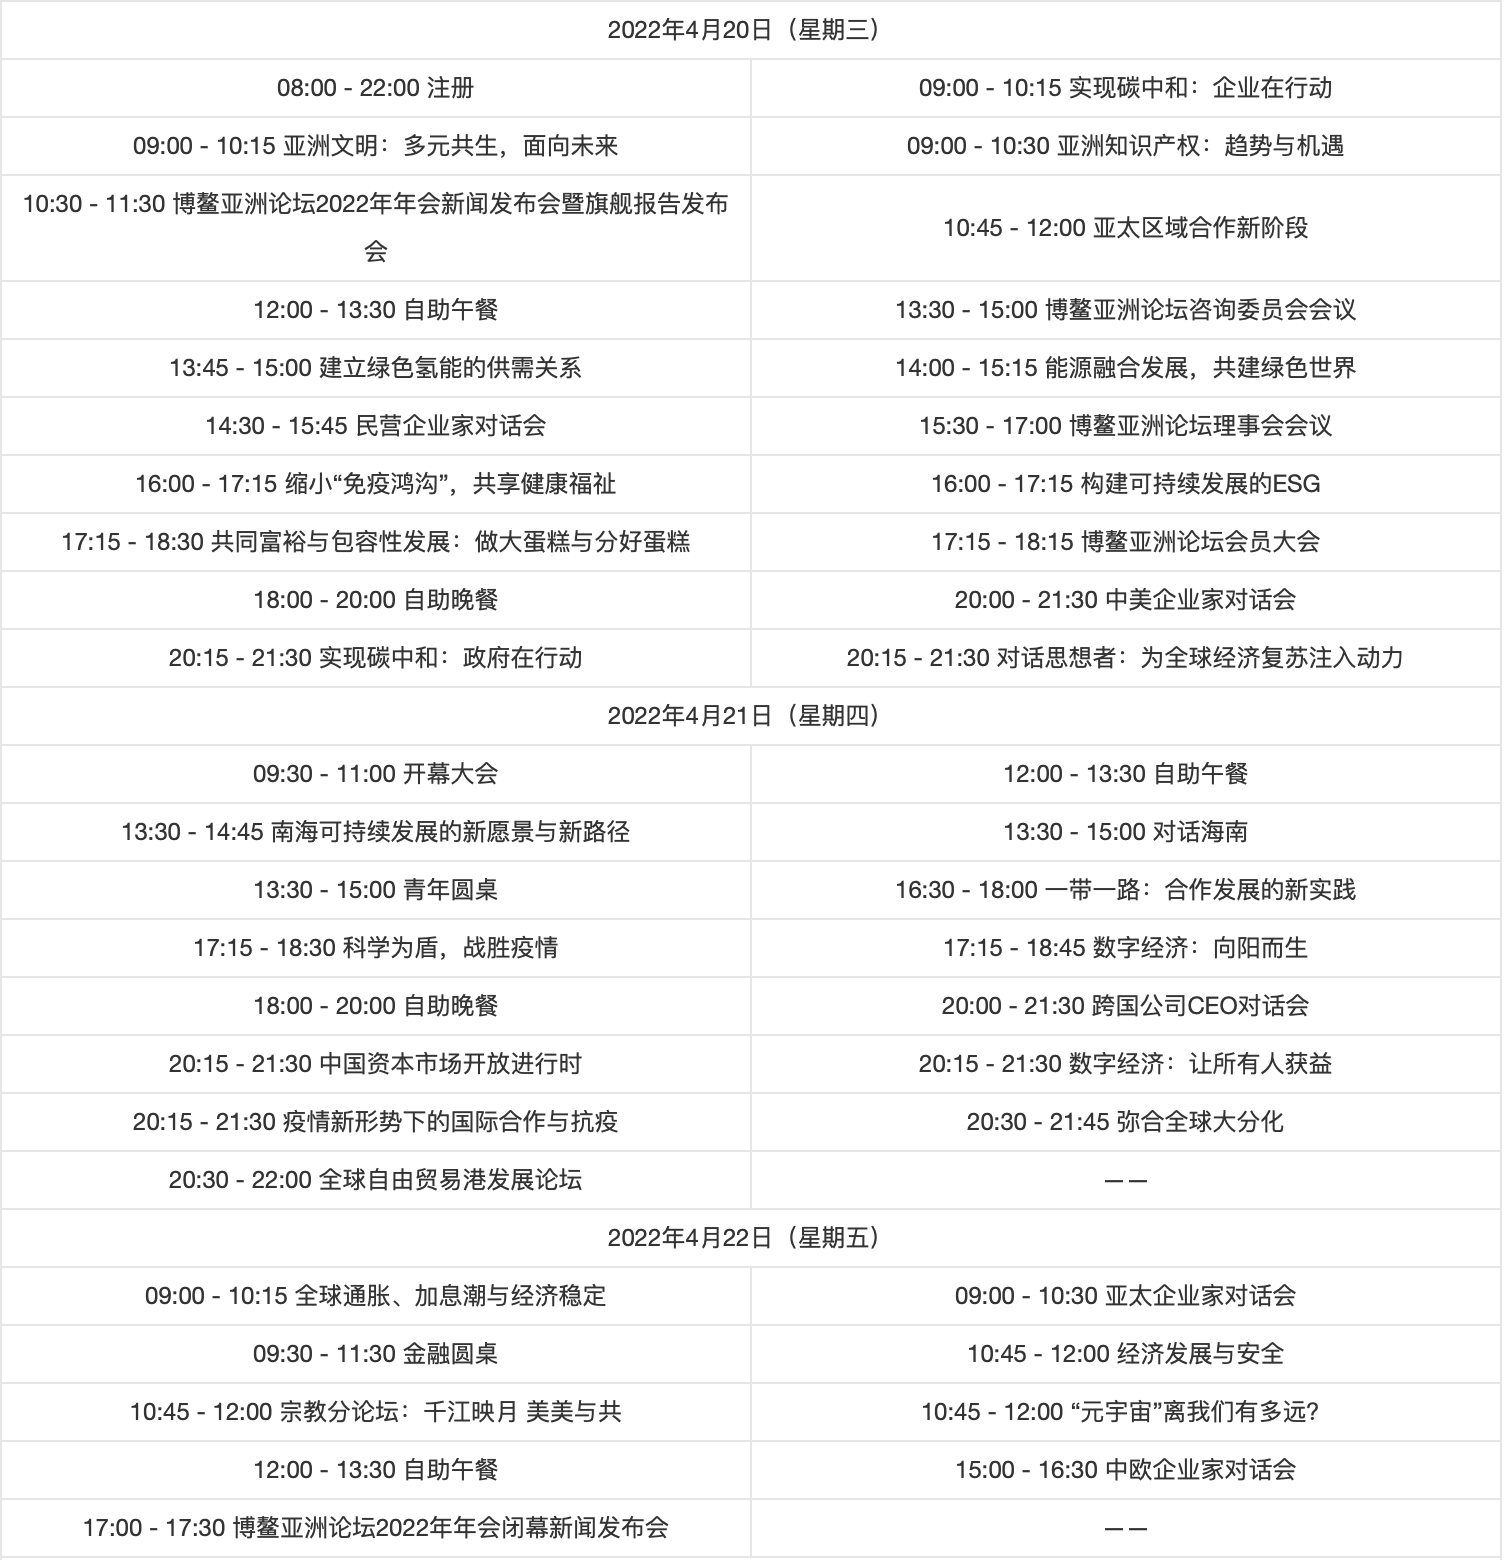 2022年4月20日（星期三）
08:00 - 22:00 注册
09:00 - 10:15 实现碳中和：企业在行动
09:00 - 10:15 亚洲文明：多元共生，面向未来
09:00 - 10:30 亚洲知识产权：趋势与机遇
10:30 - 11:30 博鳌亚洲论坛2022年年会新闻发布会暨旗舰报告发布
会
10:45 - 12:00 亚太区域合作新阶段
12:00 - 13:30 自助午餐
13:30 - 15:00 博鳌亚洲论坛咨询委员会会议
13:45 - 15:00 建立绿色氢能的供需关系
14:00 - 15:15 能源融合发展，共建绿色世界
14:30 - 15:45 民营企业家对话会
15:30 - 17:00 博鳌亚洲论坛理事会会议
16:00 - 17:15 缩小“免疫鸿沟”，共享健康福祉
16:00 - 17:15 构建可持续发展的ESG
17:15 - 18:30 共同富裕与包容性发展：做大蛋糕与分好蛋糕
17:15 - 18:15 博鳌亚洲论坛会员大会
18:00 - 20:00 自助晚餐
20:00 - 21:30 中美企业家对话会
20:15 - 21:30 实现碳中和：政府在行动
20:15 - 21:30 对话思想者：为全球经济复苏注入动力
2022年4月21日（星期四）
09:30 - 11:00 开幕大会
12:00 - 13:30 自助午餐
13:30 - 14:45 南海可持续发展的新愿景与新路径
13:30 - 15:00 对话海南
13:30 - 15:00 青年圆桌
16:30 - 18:00 一带一路：合作发展的新实践
17:15 - 18:30 科学为盾，战胜疫情
17:15 - 18:45 数字经济：向阳而生
18:00 - 20:00 自助晚餐
20:00 - 21:30 跨国公司CEO对话会
20:15 - 21:30 中国资本市场开放进行时
20:15 - 21:30 数字经济：让所有人获益
20:15 - 21:30 疫情新形势下的国际合作与抗疫
20:30 - 21:45 弥合全球大分化
20:30 - 22:00 全球自由贸易港发展论坛
——
2022年4月22日（星期五）
09:00 - 10:15 全球通胀、加息潮与经济稳定
09:00 - 10:30 亚太企业家对话会
09:30 - 11:30 金融圆桌
10:45 - 12:00 经济发展与安全
10:45 - 12:00 宗教分论坛：千江映月 美美与共
10:45 - 12:00 “元宇宙”离我们有多远？
12:00 - 13:30 自助午餐
15:00 - 16:30 中欧企业家对话会
17:00 - 17:30 博鳌亚洲论坛2022年年会闭幕新闻发布会
——